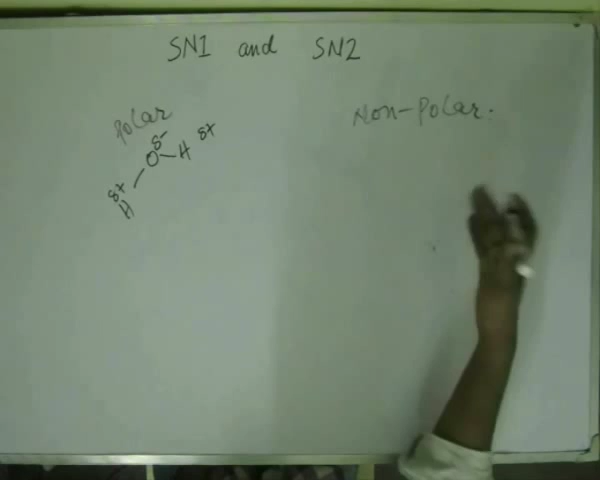 SN1 and SN2
Polar
Non-Polar.
δ-
O-H δ+
δ+
H